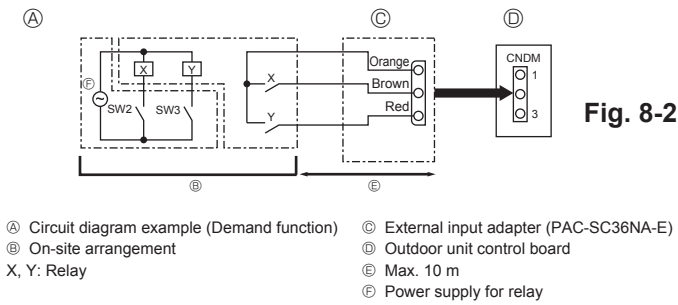 Ⓐ
Ⓒ
Ⓓ
Ⓕ
X
Y
SW2
SW3
X
Y
Orange
Brown
Red
CNDM
1
3
Fig. 8-2
Ⓑ
Ⓔ
Ⓐ Circuit diagram example (Demand function)
Ⓑ On-site arrangement
X, Y: Relay
Ⓒ External input adapter (PAC-SC36NA-E)
Ⓓ Outdoor unit control board
Ⓔ Max. 10 m
Ⓕ Power supply for relay